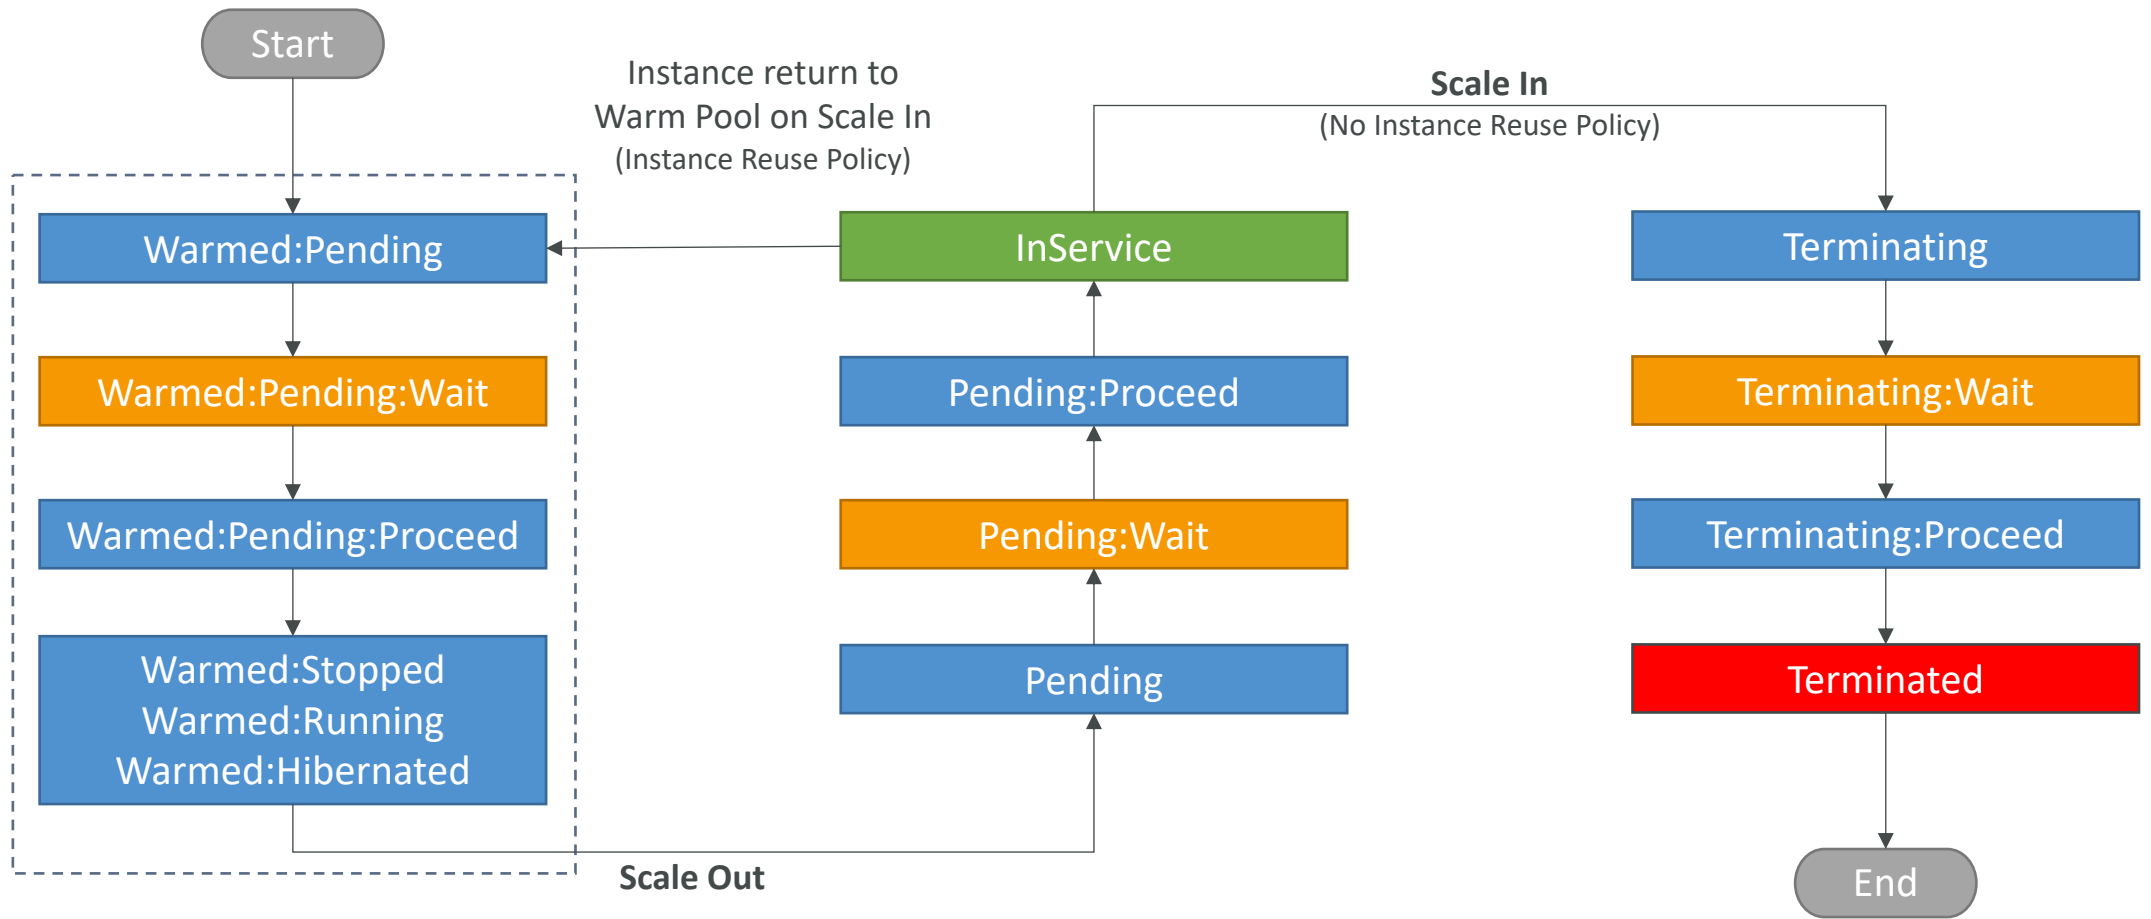 Start
Instance return to
Warm Pool on Scale In
(Instance Reuse Policy)
Scale In
(No Instance Reuse Policy)
Warmed:Pending
Warmed:Pending:Wait
Warmed:Pending:Proceed
Warmed:Stopped
Warmed:Running
Warmed:Hibernated
Scale Out
InService
Pending:Proceed
Pending:Wait
Pending
Terminating
Terminating:Wait
Terminating:Proceed
Terminated
End